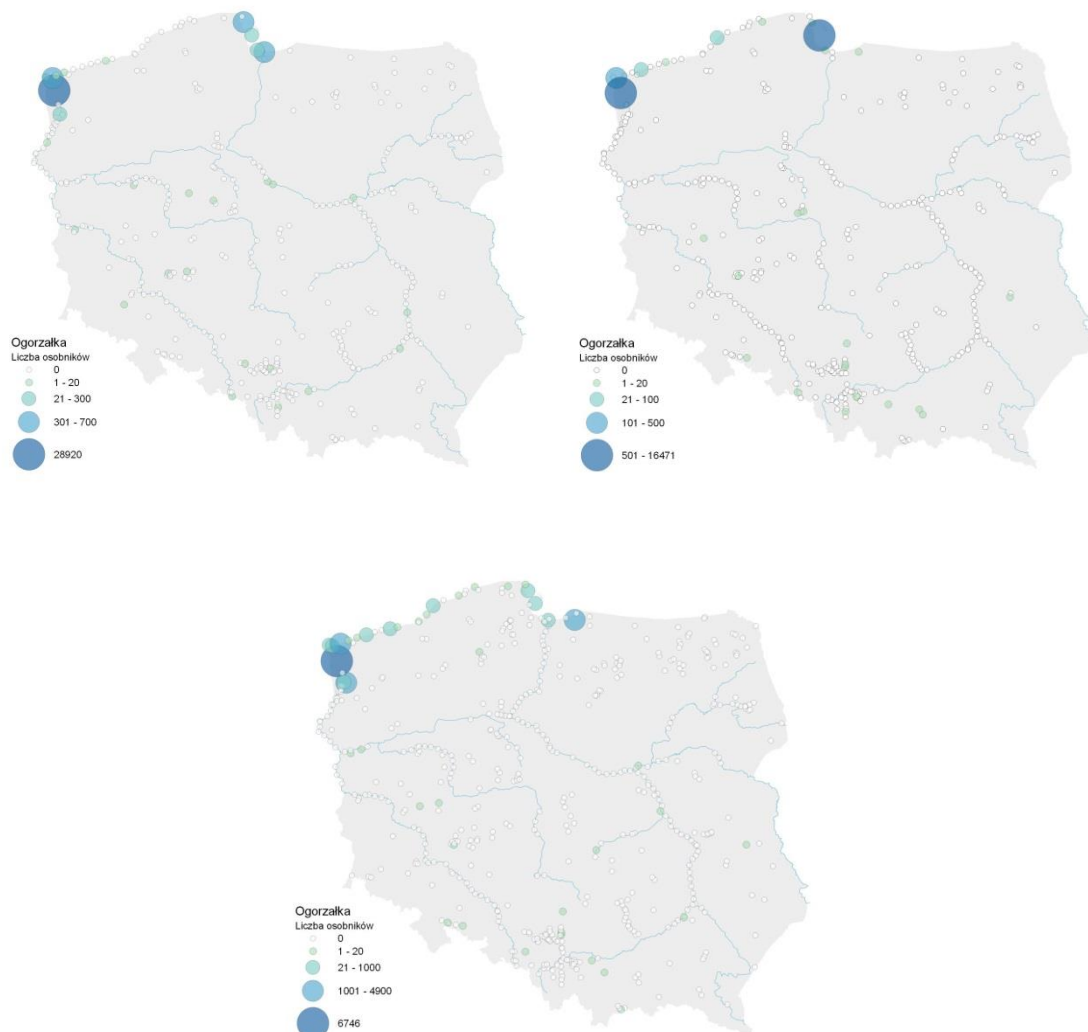 Ogorzałka
Liczba osobników
0
1 - 20
21 - 300
301 - 700
28920
Ogorzałka
Liczba osobników
0
1 - 20
21 - 100
101 - 500
501 - 16471
Ogorzałka
Liczba osobników
0
1 - 20
21 - 1000
1001 - 4900
6746